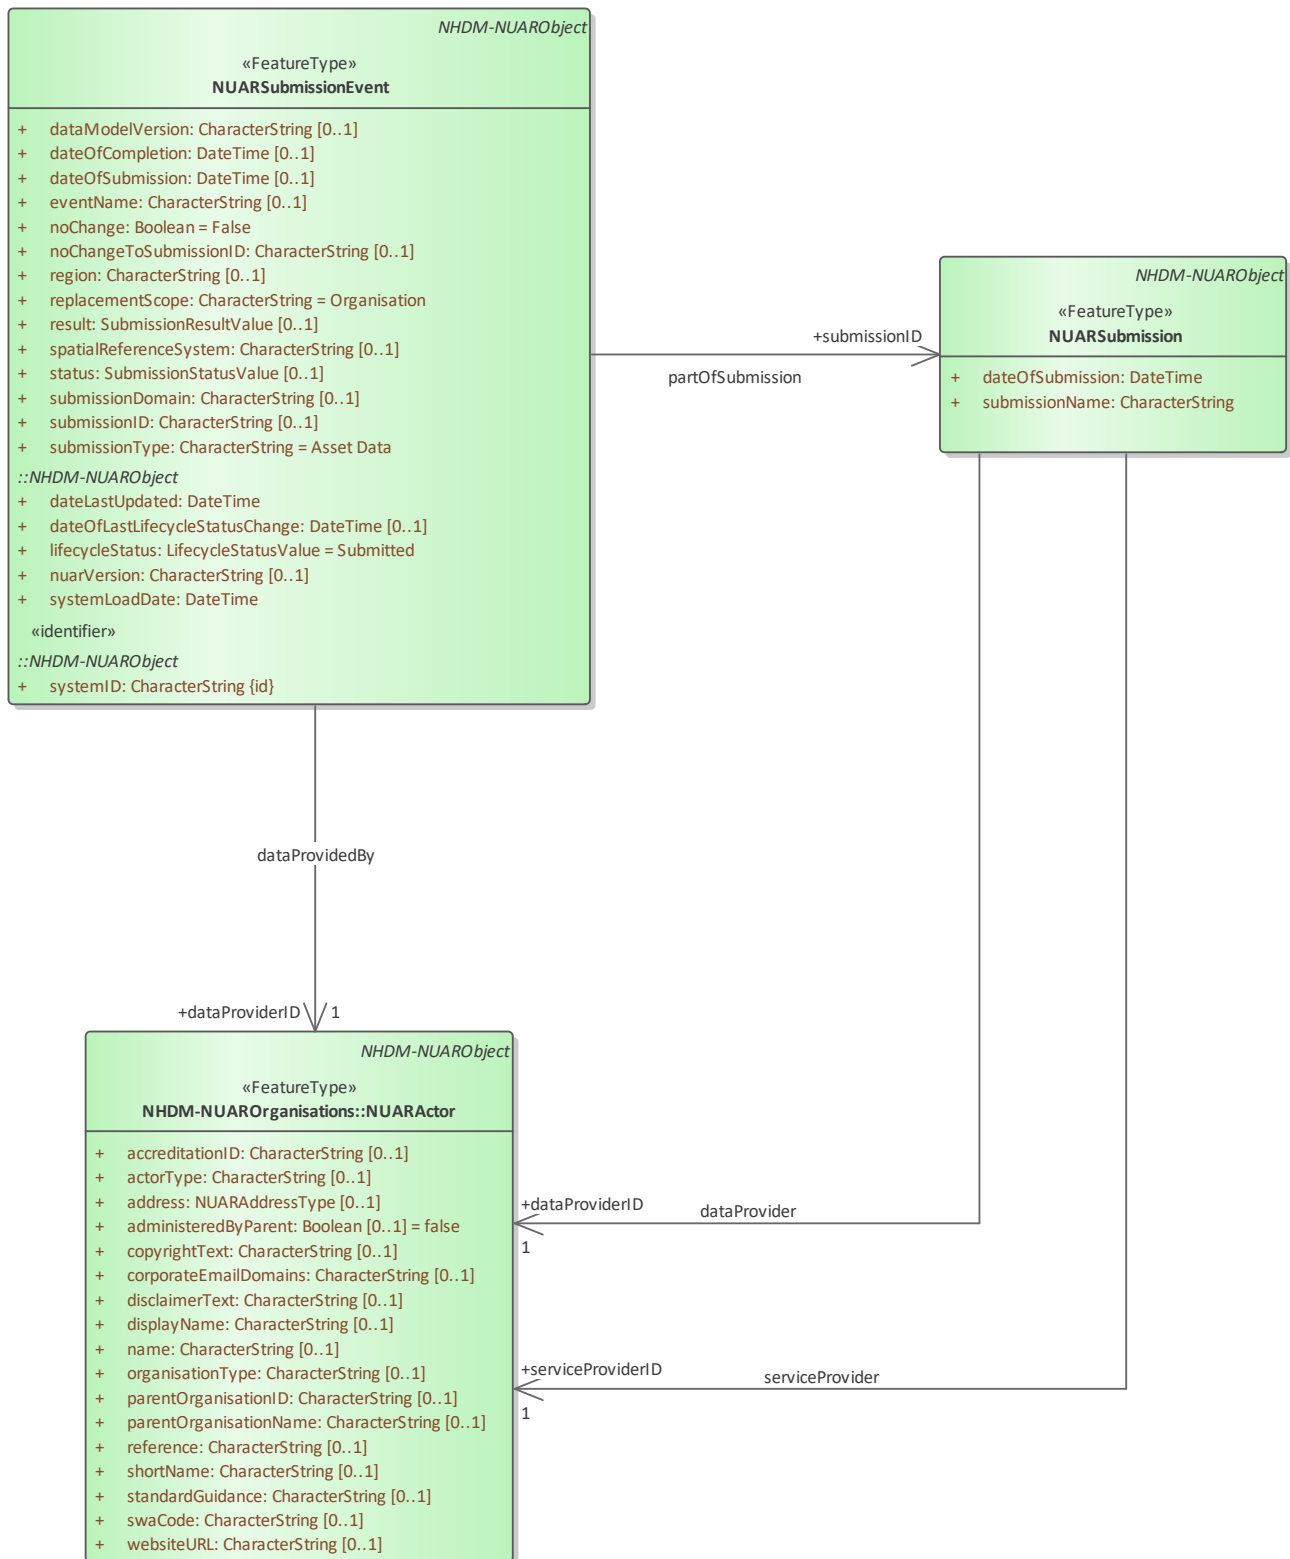 NHDM-NUARObject
«FeatureType»
NUARSubmissionEvent
+ dataModelVersion: CharacterString [0..1]
+ dateOfCompletion: DateTime [0..1]
+ dateOfSubmission: DateTime [0..1]
+ eventName: CharacterString [0..1]
+ noChange: Boolean = False
+ noChangeToSubmissionID: CharacterString [0..1]
+ region: CharacterString [0..1]
+ replacementScope: CharacterString = Organisation
+ result: SubmissionResultValue [0..1]
+ spatialReferenceSystem: CharacterString [0..1]
+ status: SubmissionStatusValue [0..1]
+ submissionDomain: CharacterString [0..1]
+ submissionID: CharacterString [0..1]
+ submissionType: CharacterString = Asset Data
::NHDM-NUARObject
+ dateLastUpdated: DateTime
+ dateOfLastLifecycleStatusChange: DateTime [0..1]
+ lifecycleStatus: LifecycleStatusValue = Submitted
+ nuarVersion: CharacterString [0..1]
+ systemLoadDate: DateTime
«identifier»
::NHDM-NUARObject
+ systemID: CharacterString {id}
+submissionID
partOfSubmission
NHDM-NUARObject
«FeatureType»
NUARSubmission
+ dateOfSubmission: DateTime
+ submissionName: CharacterString
dataProvidedBy
+dataProviderID 1
NHDM-NUARObject
«FeatureType»
NHDM-NUAROrganisations::NUARActor
+ accreditationID: CharacterString [0..1]
+ actorType: CharacterString [0..1]
+ address: NUARAddressType [0..1]
+ administeredByParent: Boolean [0..1] = false
+ copyrightText: CharacterString [0..1]
+ corporateEmailDomains: CharacterString [0..1]
+ disclaimerText: CharacterString [0..1]
+ displayName: CharacterString [0..1]
+ name: CharacterString [0..1]
+ organisationType: CharacterString [0..1]
+ parentOrganisationID: CharacterString [0..1]
+ parentOrganisationName: CharacterString [0..1]
+ reference: CharacterString [0..1]
+ shortName: CharacterString [0..1]
+ standardGuidance: CharacterString [0..1]
+ swaCode: CharacterString [0..1]
+ websiteURL: CharacterString [0..1]
+dataProviderID
dataProvider
1
+serviceProviderID
serviceProvider
1